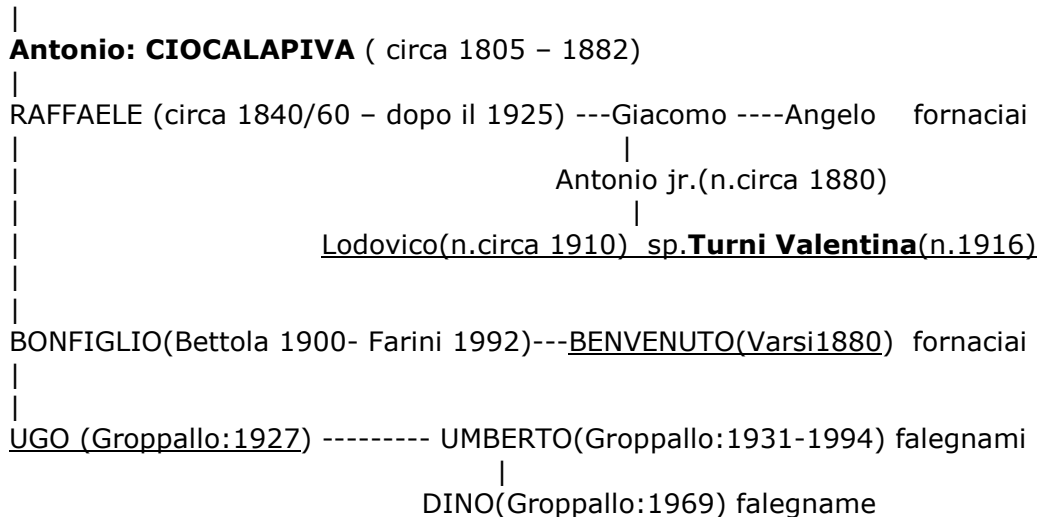 |
Antonio: CIOCALAPIVA ( circa 1805 – 1882)
|
RAFFAELE (circa 1840/60 – dopo il 1925) ---Giacomo ----Angelo fornaciai
| |
| Antonio jr.(n.circa 1880)
| |
| Lodovico(n.circa 1910) sp.Turni Valentina(n.1916)
|
|
BONFIGLIO(Bettola 1900- Farini 1992)---BENVENUTO(Varsi1880) fornaciai
|
|
UGO (Groppallo:1927) --------- UMBERTO(Groppallo:1931-1994) falegnami
|
DINO(Groppallo:1969) falegname